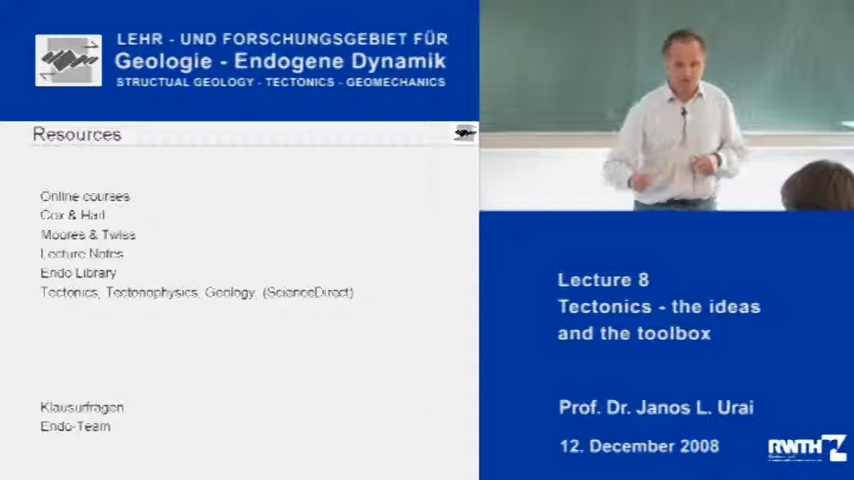 LEHR - UND FORSCHUNGSGEBIET FÜR
Geologie - Endogene Dynamik
STRUCTUAL GEOLOGY - TECTONICS - GEOMECHANICS
Resources
Online courses
Cox & Hart
Moores & Twiss
Lecture Notes
Endo Library
Tectonics, Tectonophysics, Geology, (ScienceDirect)
Klausurfragen
Endo-Team
Lecture 8
Tectonics - the ideas
and the toolbox
Prof. Dr. Janos L. Urai
12. December 2008
RWTH